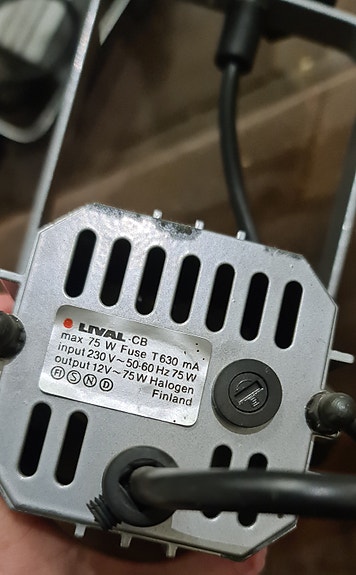 LIVAL-CB
max 75 W Fuse T 630 mA
input 230 V~50-60 Hz 75 W
output 12V~75 W Halogen
FI S N D Finland